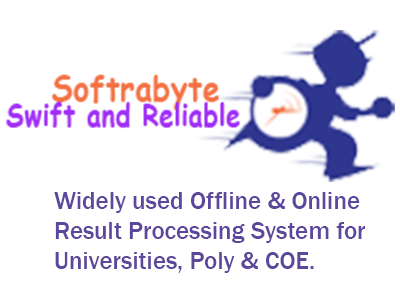 Softrabyte
Swift and Reliable
Widely used Offline & Online
Result Processing System for
Universities, Poly & COE.